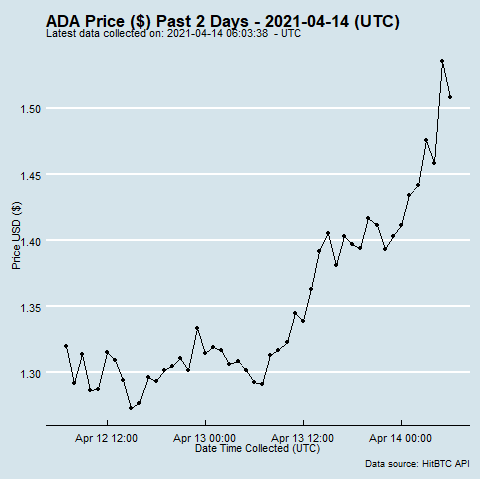 ADA Price ($) Past 2 Days - 2021-04-14 (UTC)
Latest data collected on: 2021-04-14 06:03:38 - UTC
1.50
1.45
1.40
1.35
1.30
Price USD ($)
Apr 12 12:00 Apr 13 00:00 Apr 13 12:00 Apr 14 00:00
Date Time Collected (UTC)
Data source: HitBTC API